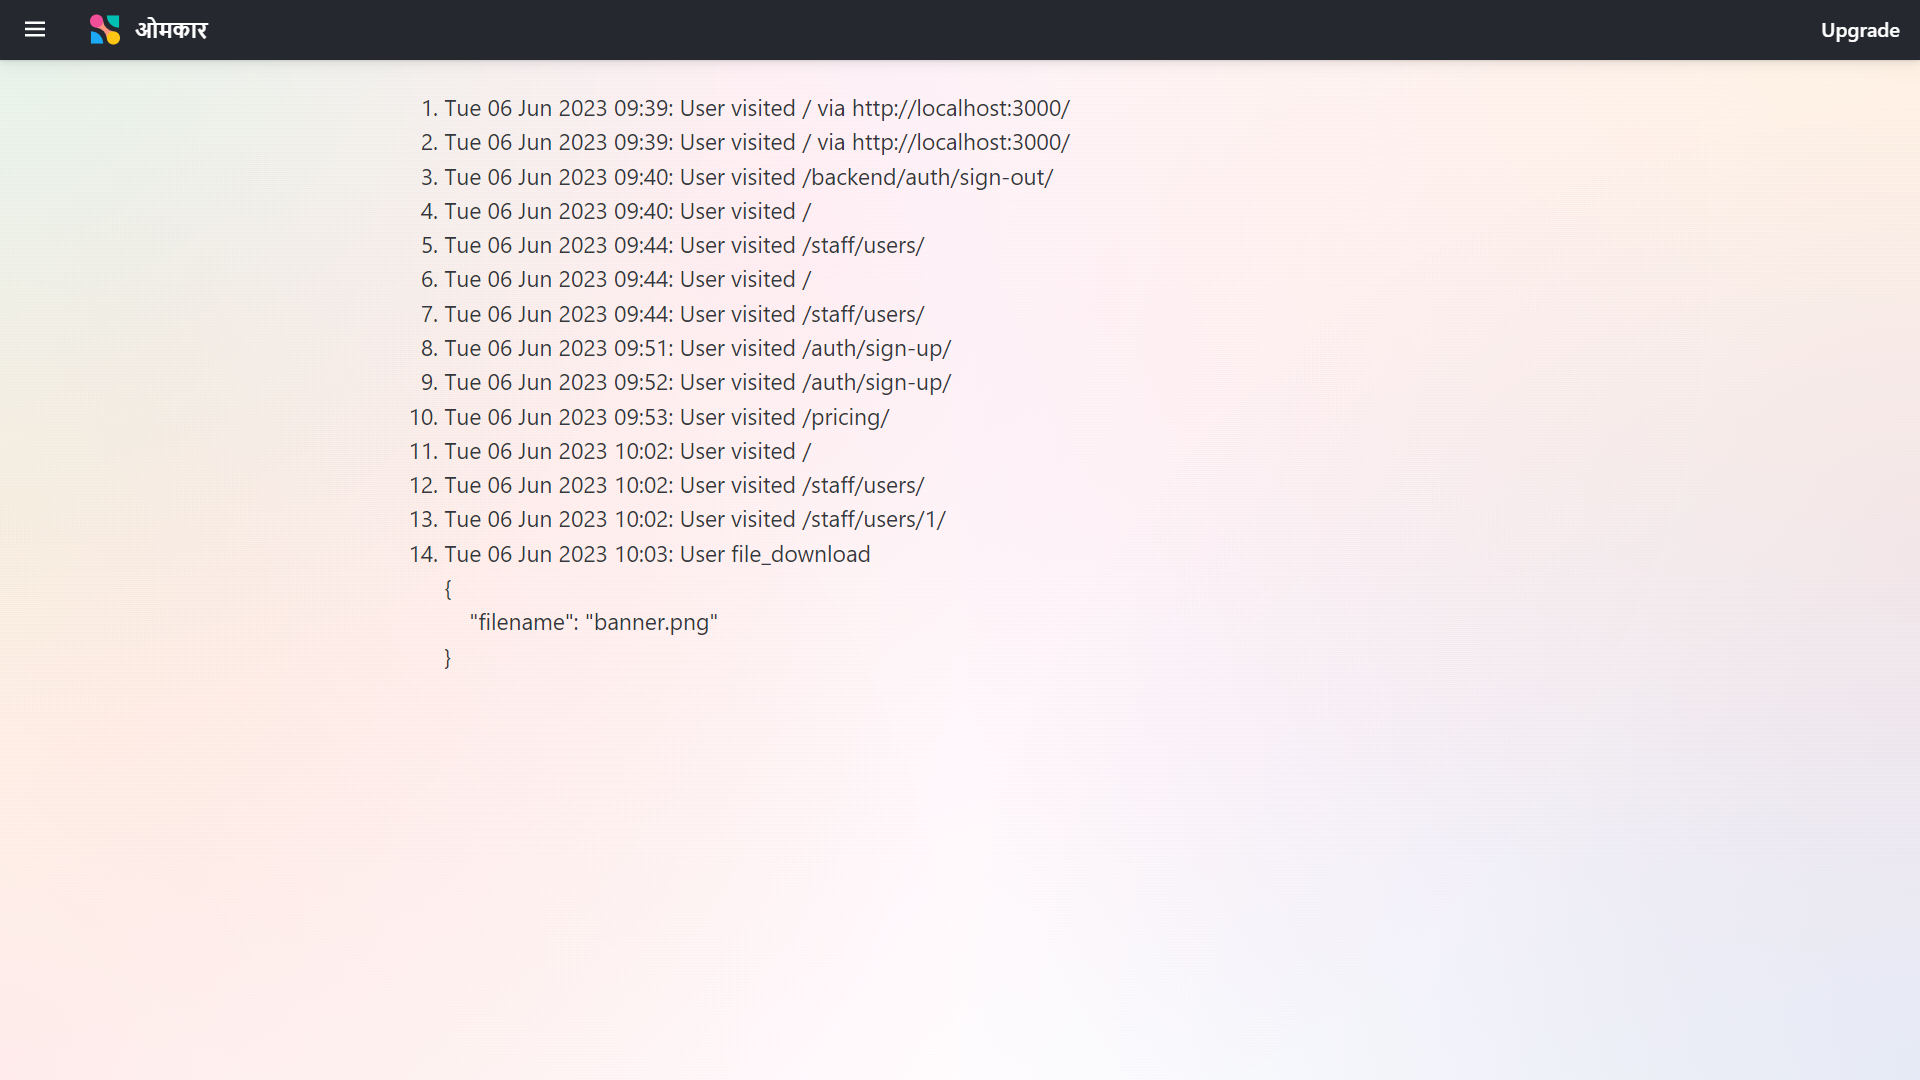 ओमकार
Upgrade
1. Tue 06 Jun 2023 09:39: User visited / via http://localhost:3000/
2. Tue 06 Jun 2023 09:39: User visited / via http://localhost:3000/
3. Tue 06 Jun 2023 09:40: User visited /backend/auth/sign-out/
4. Tue 06 Jun 2023 09:40: User visited /
5. Tue 06 Jun 2023 09:44: User visited /staff/users/
6. Tue 06 Jun 2023 09:44: User visited /
7. Tue 06 Jun 2023 09:44: User visited /staff/users/
8. Tue 06 Jun 2023 09:51: User visited /auth/sign-up/
9. Tue 06 Jun 2023 09:52: User visited /auth/sign-up/
10. Tue 06 Jun 2023 09:53: User visited /pricing/
11. Tue 06 Jun 2023 10:02: User visited /
12. Tue 06 Jun 2023 10:02: User visited /staff/users/
13. Tue 06 Jun 2023 10:02: User visited /staff/users/1/
14. Tue 06 Jun 2023 10:03: User file_download
{
"filename": "banner.png"
}